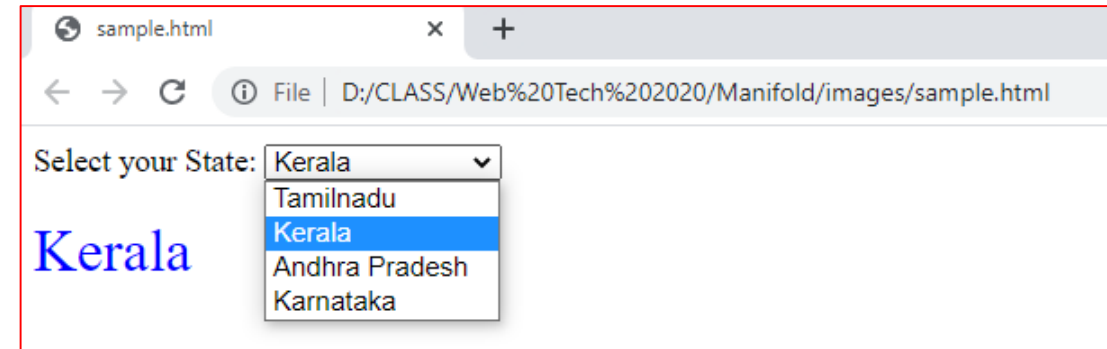 sample.html
File | D:/CLASS/Web%20Tech%202020/Manifold/images/sample.html
Select your State: Kerala
Tamilnadu
Kerala
Kerala
Andhra Pradesh
Karnataka